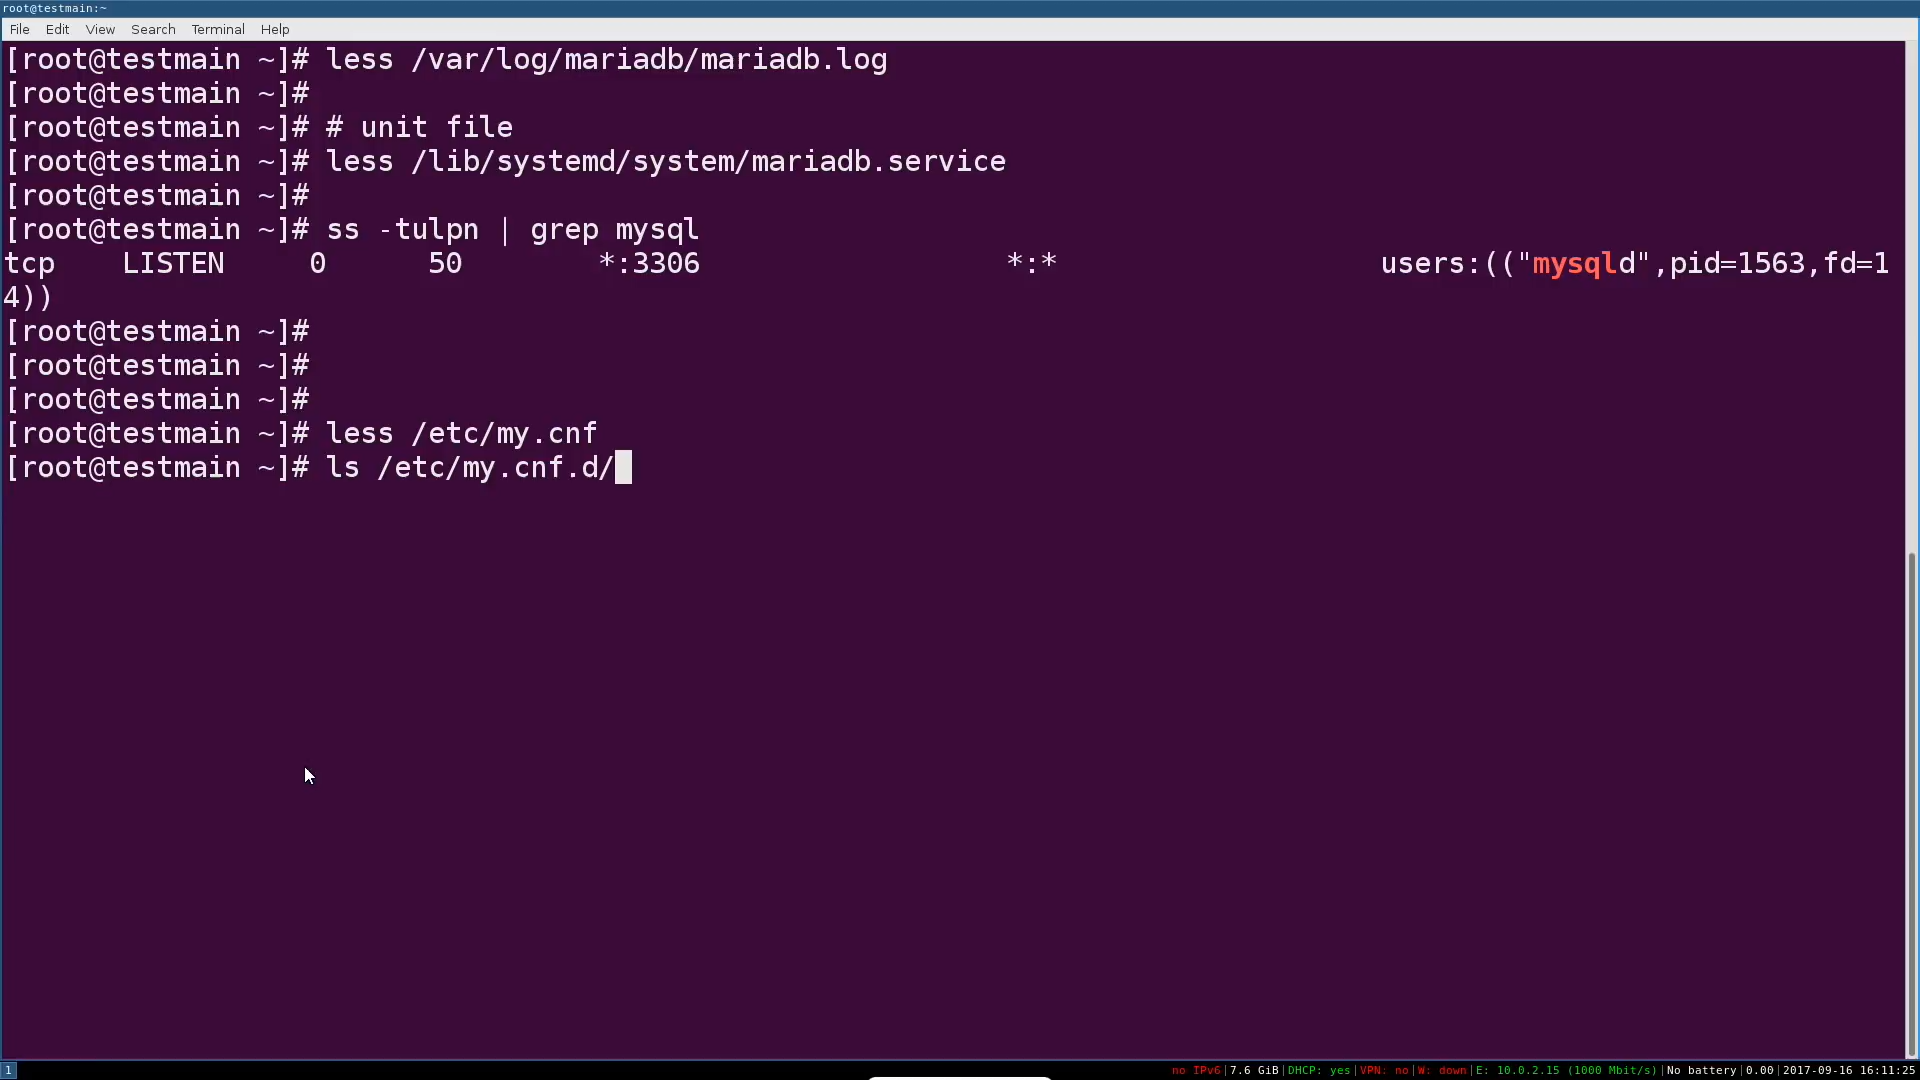 root@testmain:~
File Edit View Search Terminal Help
[root@testmain ~]# less /var/log/mariadb/mariadb.log
[root@testmain ~]#
[root@testmain ~]# # unit file
[root@testmain ~]# less /lib/systemd/system/mariadb.service
[root@testmain ~]#
[root@testmain ~]# ss -tulpn | grep mysql
tcp LISTEN 0 50 *:3306 *:* users:(("mysqld",pid=1563,fd=1
4))
[root@testmain ~]#
[root@testmain ~]#
[root@testmain ~]#
[root@testmain ~]# less /etc/my.cnf
[root@testmain ~]# ls /etc/my.cnf.d/
1 no IPv6|7.6 GiB|DHCP: yes|VPN: no|W: down|E: 10.0.2.15 (1000 Mbit/s)|No battery|0.00|2017-09-16 16:11:25